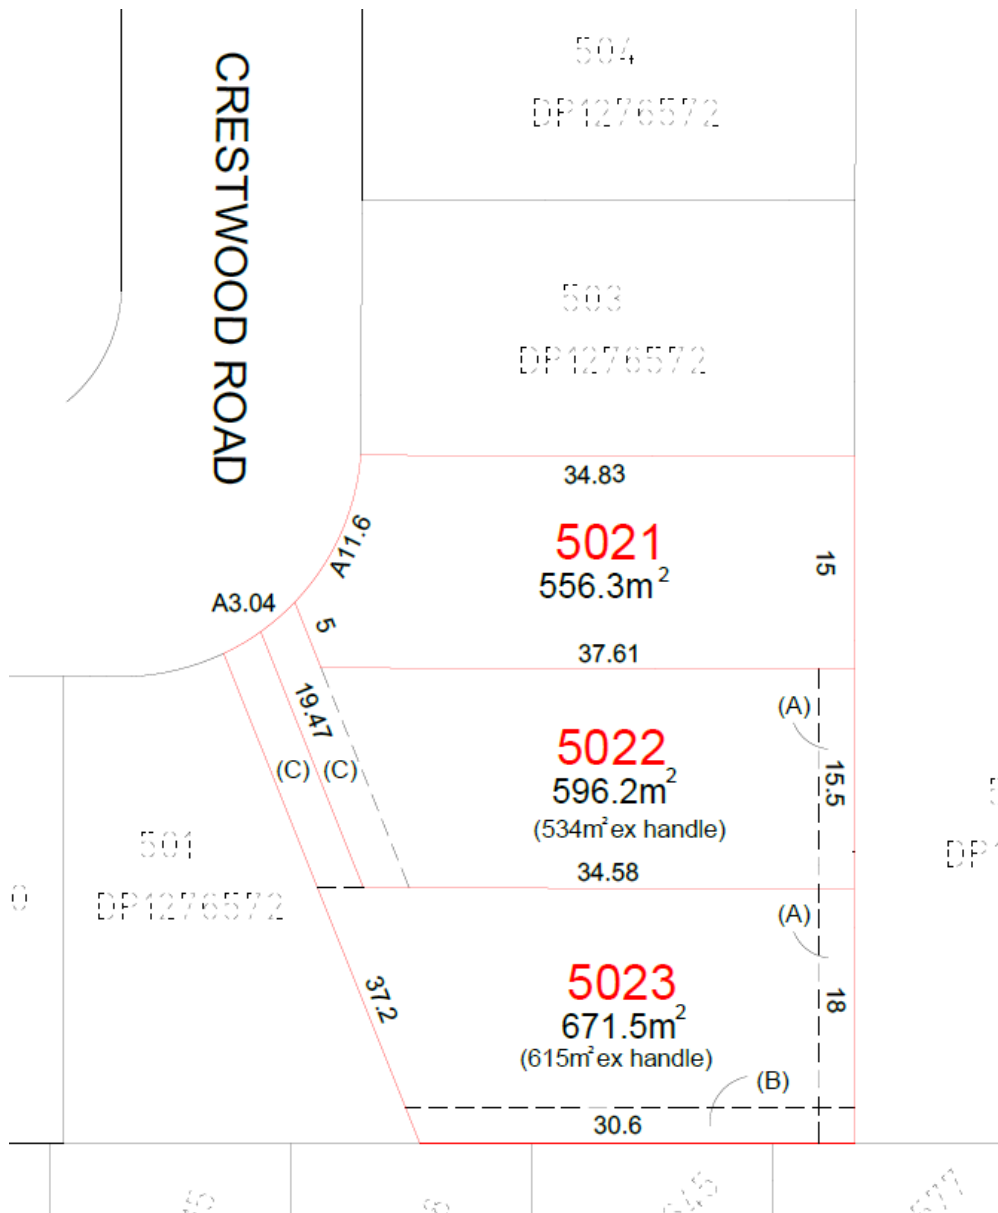 CRESTWOOD ROAD
504
DP1276572
503
DP1276572
34.83
A11.6
5021
556.3m²
15
A3.04
5
37.61
19.47
(A)
5022
596.2m²
(534m² ex handle)
15.5
(C)
(C)
34.58
501
DP1276572
0
(A)
5023
671.5m²
(615m² ex handle)
18
37.2
(B)
30.6
577